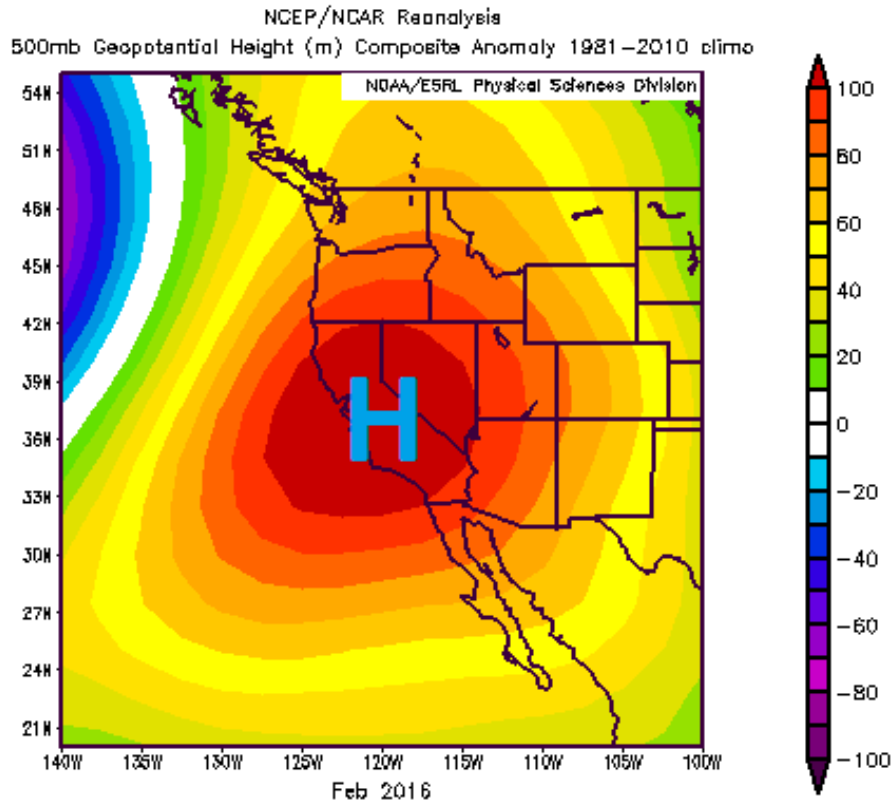 NCEP/NCAR Reanalysis
500mb Geopotential Height (m) Composite Anomaly 1981-2010 climo
NOAA/ESRL Physical Sciences Division
54N
51N
48N
45N
42N
39N
36N
33N
30N
27N
24N
21N
H
140W 135W 130W 125W 120W 115W 110W 105W 100W
Feb 2016
100
80
60
40
20
0
-20
-40
-60
-80
-100